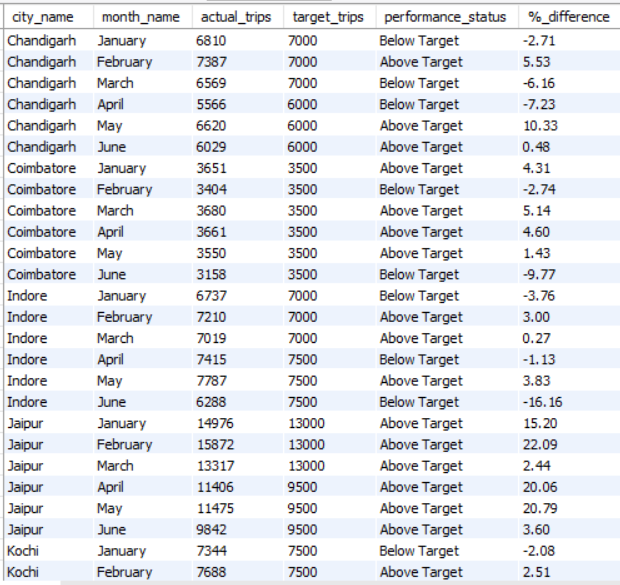 city_name month_name actual_trips target_trips performance_status %_difference
Chandigarh January 6810 7000 Below Target -2.71
Chandigarh February 7387 7000 Above Target 5.53
Chandigarh March 6569 7000 Below Target -6.16
Chandigarh April 5566 6000 Below Target -7.23
Chandigarh May 6620 6000 Above Target 10.33
Chandigarh June 6029 6000 Above Target 0.48
Coimbatore January 3651 3500 Above Target 4.31
Coimbatore February 3404 3500 Below Target -2.74
Coimbatore March 3680 3500 Above Target 5.14
Coimbatore April 3661 3500 Above Target 4.60
Coimbatore May 3550 3500 Above Target 1.43
Coimbatore June 3158 3500 Below Target -9.77
Indore January 6737 7000 Below Target -3.76
Indore February 7210 7000 Above Target 3.00
Indore March 7019 7000 Above Target 0.27
Indore April 7415 7500 Below Target -1.13
Indore May 7787 7500 Above Target 3.83
Indore June 6288 7500 Below Target -16.16
Jaipur January 14976 13000 Above Target 15.20
Jaipur February 15872 13000 Above Target 22.09
Jaipur March 13317 13000 Above Target 2.44
Jaipur April 11406 9500 Above Target 20.06
Jaipur May 11475 9500 Above Target 20.79
Jaipur June 9842 9500 Above Target 3.60
Kochi January 7344 7500 Below Target -2.08
Kochi February 7688 7500 Above Target 2.51